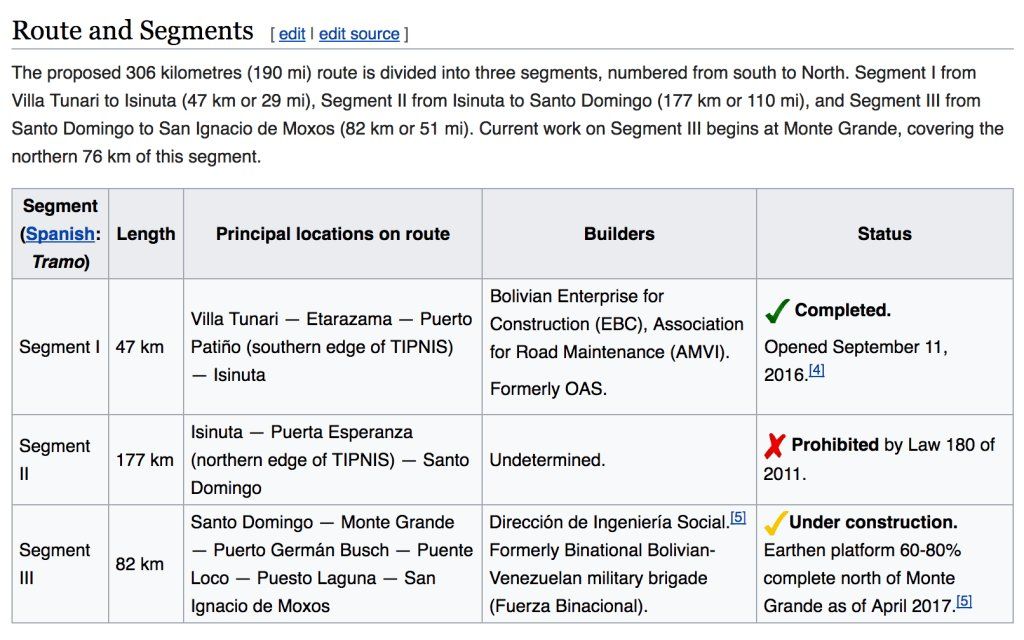 Route and Segments [ edit | edit source ]
The proposed 306 kilometres (190 mi) route is divided into three segments, numbered from south to North. Segment I from
Villa Tunari to Isinuta (47 km or 29 mi), Segment II from Isinuta to Santo Domingo (177 km or 110 mi), and Segment III from
Santo Domingo to San Ignacio de Moxos (82 km or 51 mi). Current work on Segment III begins at Monte Grande, covering the
northern 76 km of this segment.
Segment
(Spanish:
Tramo)
Length
Principal locations on route
Builders
Status
Segment I
47 km
Villa Tunari — Etarazama — Puerto
Patiño (southern edge of TIPNIS)
— Isinuta
Bolivian Enterprise for
Construction (EBC), Association
for Road Maintenance (AMVI).
Formerly OAS.
Completed.
Opened September 11,
2016.[4]
Segment
II
177 km
Isinuta — Puerta Esperanza
(northern edge of TIPNIS) — Santo
Domingo
Undetermined.
Prohibited by Law 180 of
2011.
Segment
III
82 km
Santo Domingo — Monte Grande
— Puerto Germán Busch — Puente
Loco — Puesto Laguna — San
Ignacio de Moxos
Dirección de Ingeniería Social.[5]
Formerly Binational Bolivian-
Venezuelan military brigade
(Fuerza Binacional).
Under construction.
Earthen platform 60-80%
complete north of Monte
Grande as of April 2017.[5]